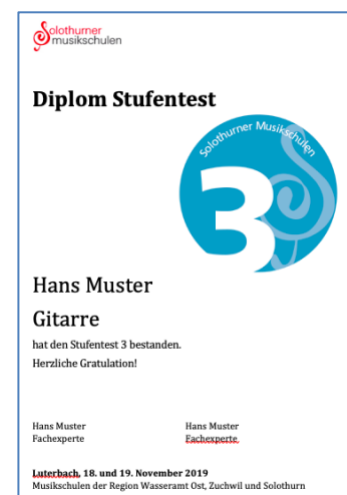 Solothurner
musikschulen
Diplom Stufentest
Solothurner Musikschulen
3
Hans Muster
Gitarre
hat den Stufentest 3 bestanden.
Herzliche Gratulation!
Hans Muster Hans Muster
Fachexperte Fachexperte
Luterbach, 18. und 19. November 2019
Musikschulen der Region Wasseramt Ost, Zuchwil und Solothurn